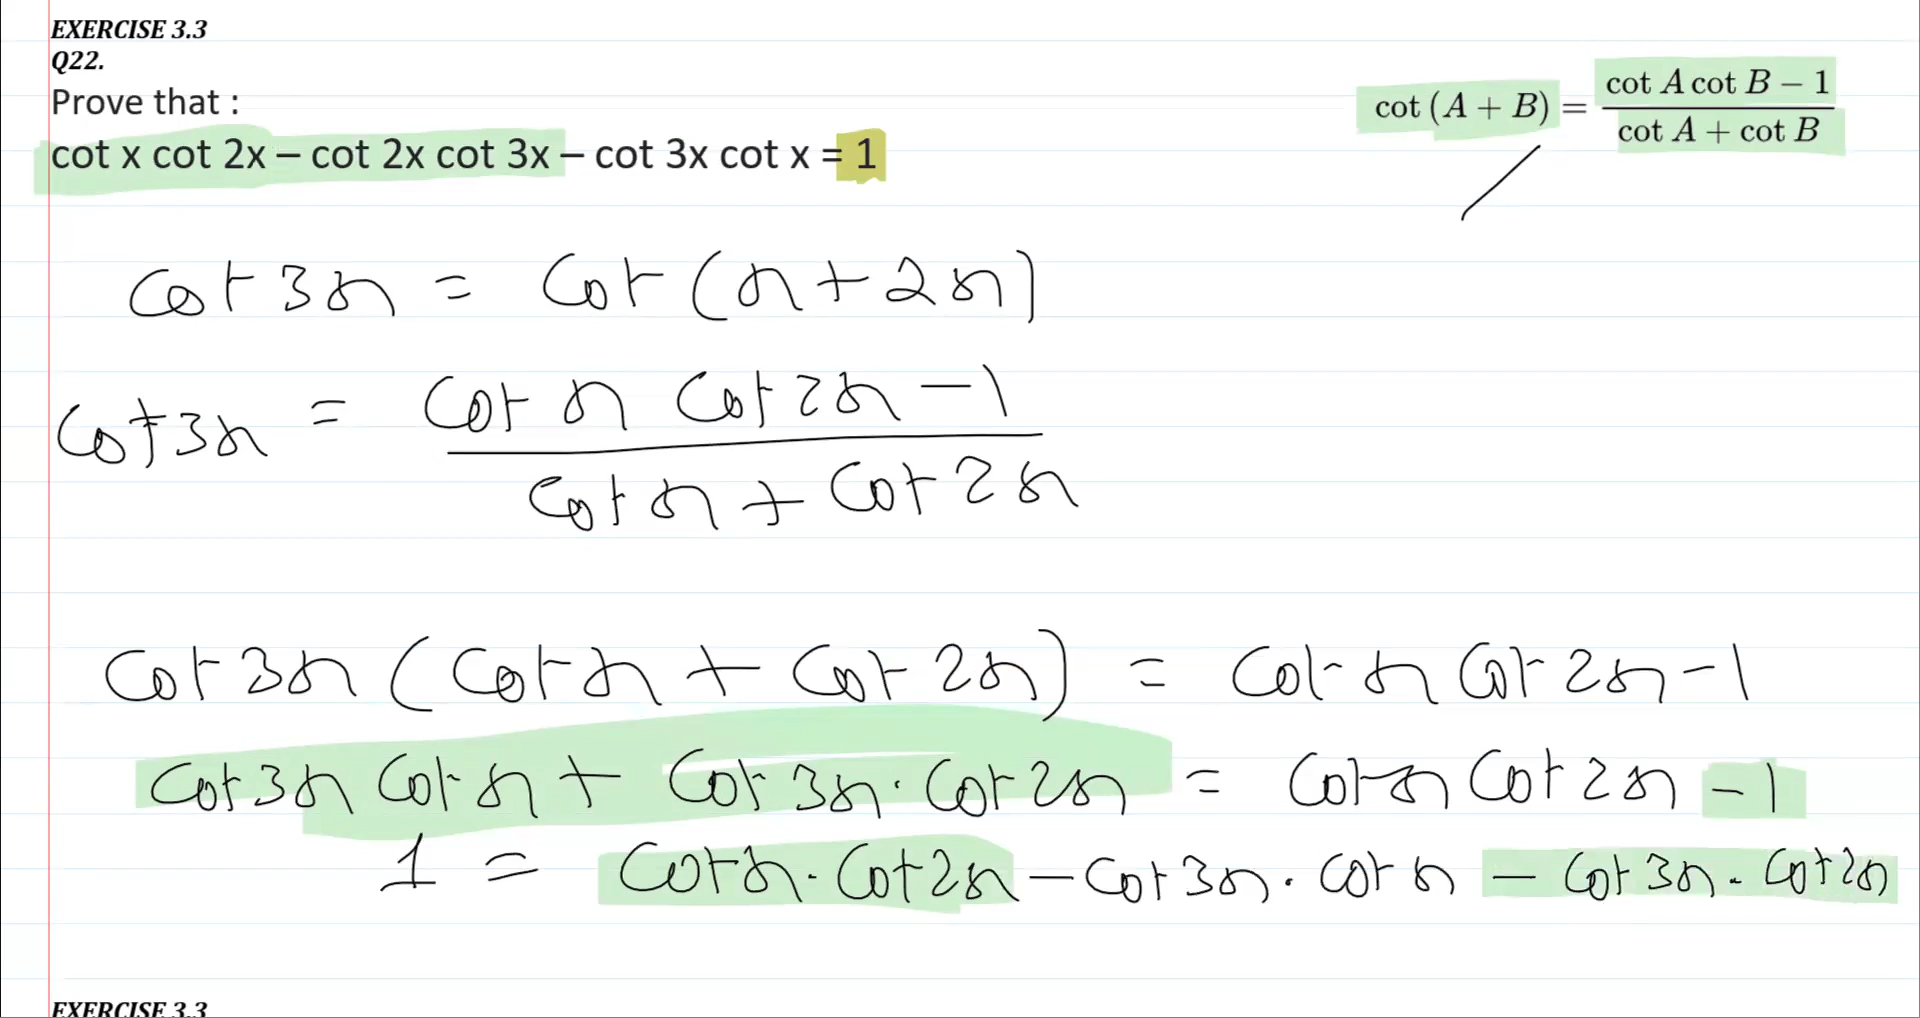 EXERCISE 3.3
Q22.
Prove that :
cot x cot 2x – cot 2x cot 3x – cot 3x cot x = 1
cot (A + B) = (cot A cot B − 1) / (cot A + cot B)
cot 3x = cot (x + 2x)
cot 3x = (cot x cot 2x − 1) / (cot x + cot 2x)
cot 3x (cot x + cot 2x) = cot x cot 2x − 1
cot 3x cot x + cot 3x · cot 2x = cot x cot 2x − 1
1 = cot x · cot 2x − cot 3x · cot x − cot 3x · cot 2x
EXERCISE 3.3